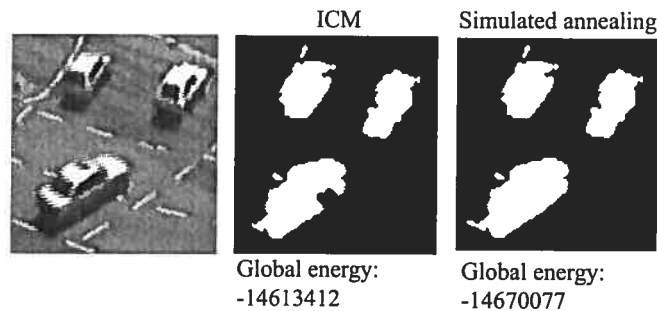 ICM
Simulated annealing
Global energy:
-14613412
Global energy:
-14670077